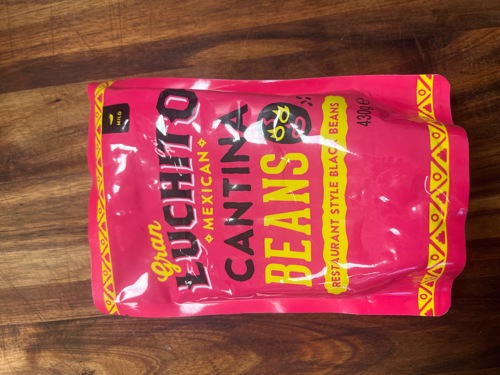 MILD
Gran
LUCHITO
MEXICAN
CANTINA
BEANS
RESTAURANT STYLE BLACK BEANS
430g e